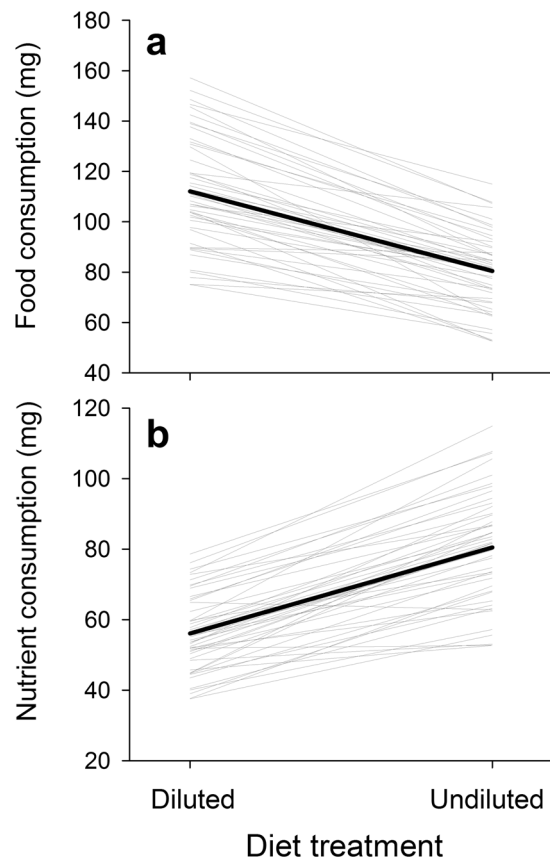 a
Food consumption (mg)
180
160
140
120
100
80
60
40
b
Nutrient consumption (mg)
120
100
80
60
40
20
Diluted Undiluted
Diet treatment